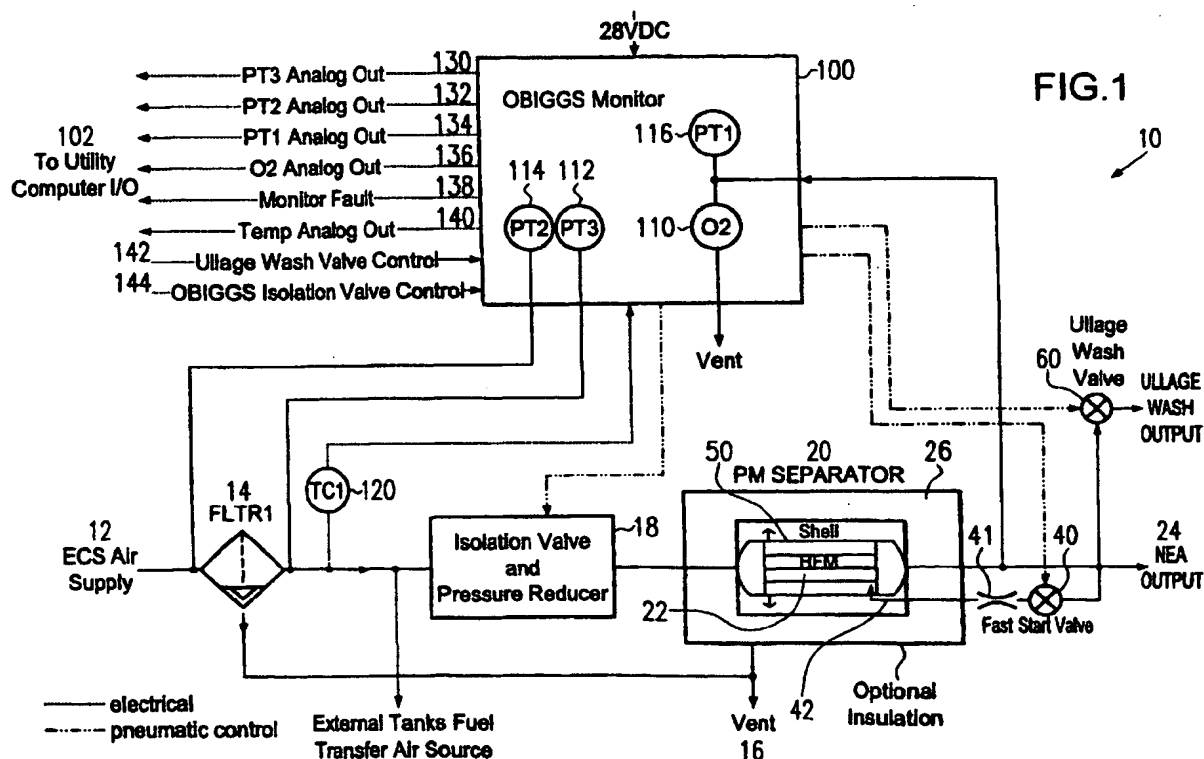 28VDC
100
FIG.1
10
PT3 Analog Out 130
PT2 Analog Out 132
102
To Utility
Computer I/O
PT1 Analog Out 134
O2 Analog Out 136
Monitor Fault 138
Temp Analog Out 140
142 Ullage Wash Valve Control
144 OBIGGS Isolation Valve Control
OBIGGS Monitor
116 PT1
114
PT2
112
PT3
110 O2
Vent
Ullage
Wash
Valve
60
ULLAGE
WASH
OUTPUT
12
ECS Air
Supply
14
FLTR1
TC1 120
18
Isolation Valve
and
Pressure Reducer
20
PM SEPARATOR
50
26
Shell
HFM
22
42
41
40
Fast Start Valve
24
NEA
OUTPUT
electrical
pneumatic control
External Tanks Fuel
Transfer Air Source
Vent
16
Optional
Insulation